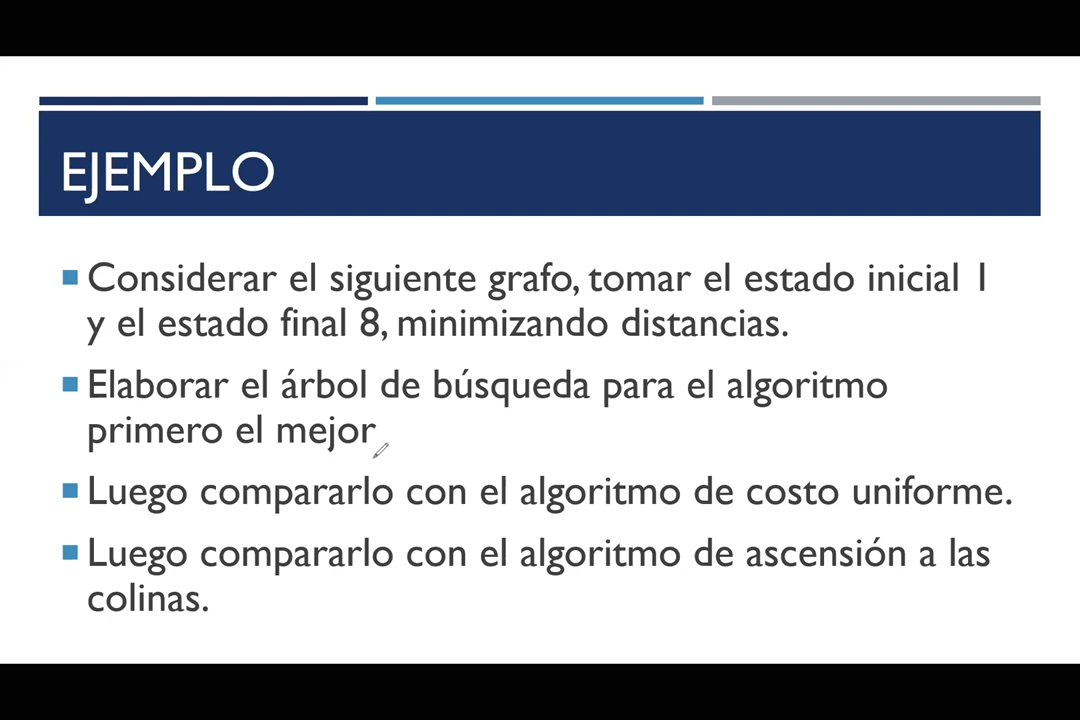 EJEMPLO
Considerar el siguiente grafo, tomar el estado inicial 1
y el estado final 8, minimizando distancias.
Elaborar el árbol de búsqueda para el algoritmo
primero el mejor
Luego compararlo con el algoritmo de costo uniforme.
Luego compararlo con el algoritmo de ascensión a las
colinas.